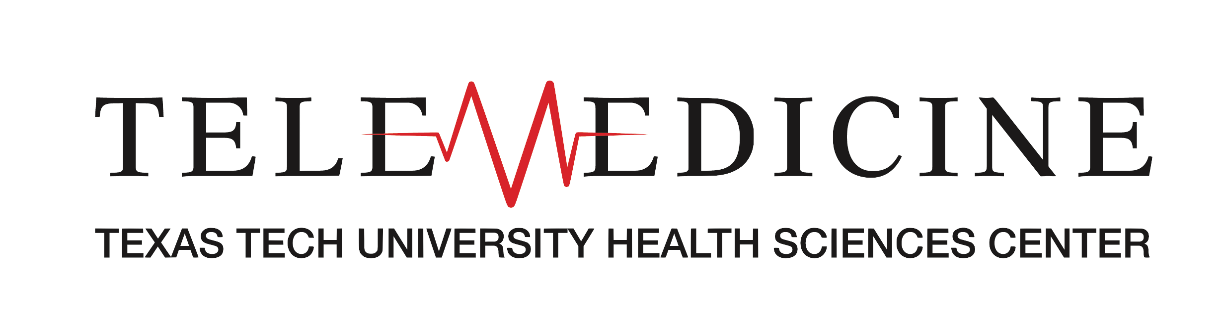 TELEMEDICINE
TEXAS TECH UNIVERSITY HEALTH SCIENCES CENTER